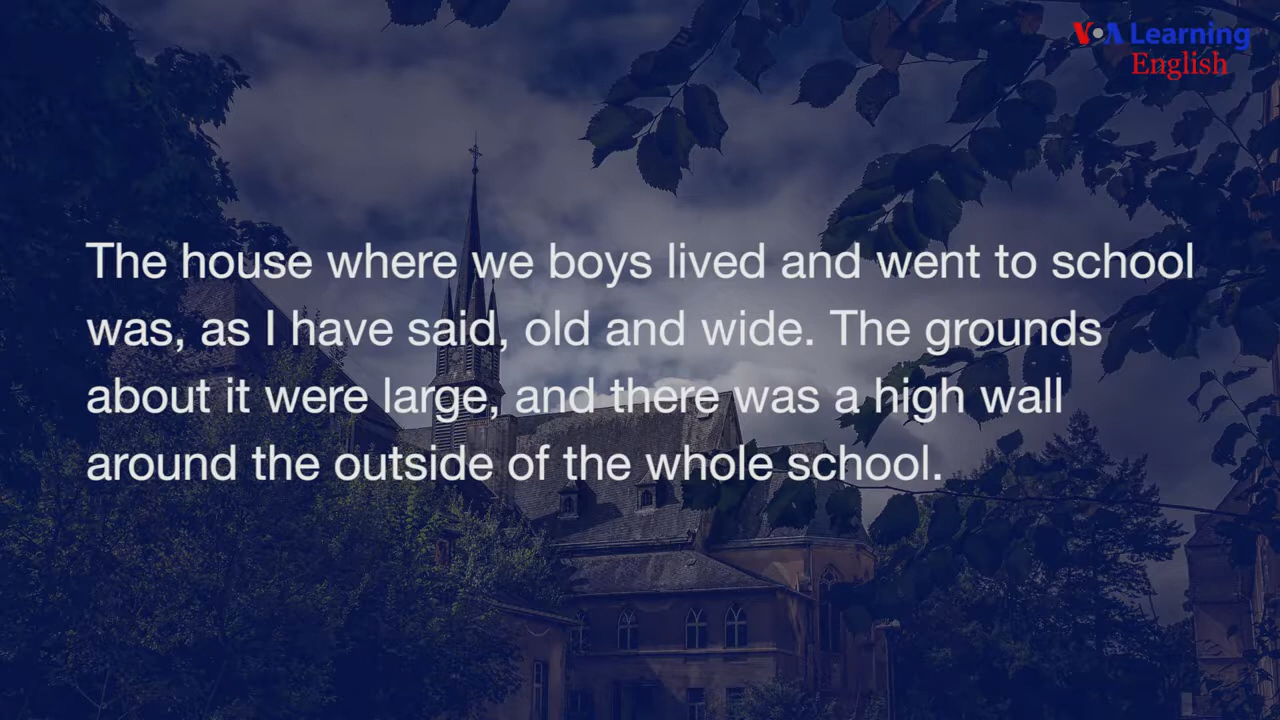 VOA Learning
English
The house where we boys lived and went to school
was, as I have said, old and wide. The grounds
about it were large, and there was a high wall
around the outside of the whole school.